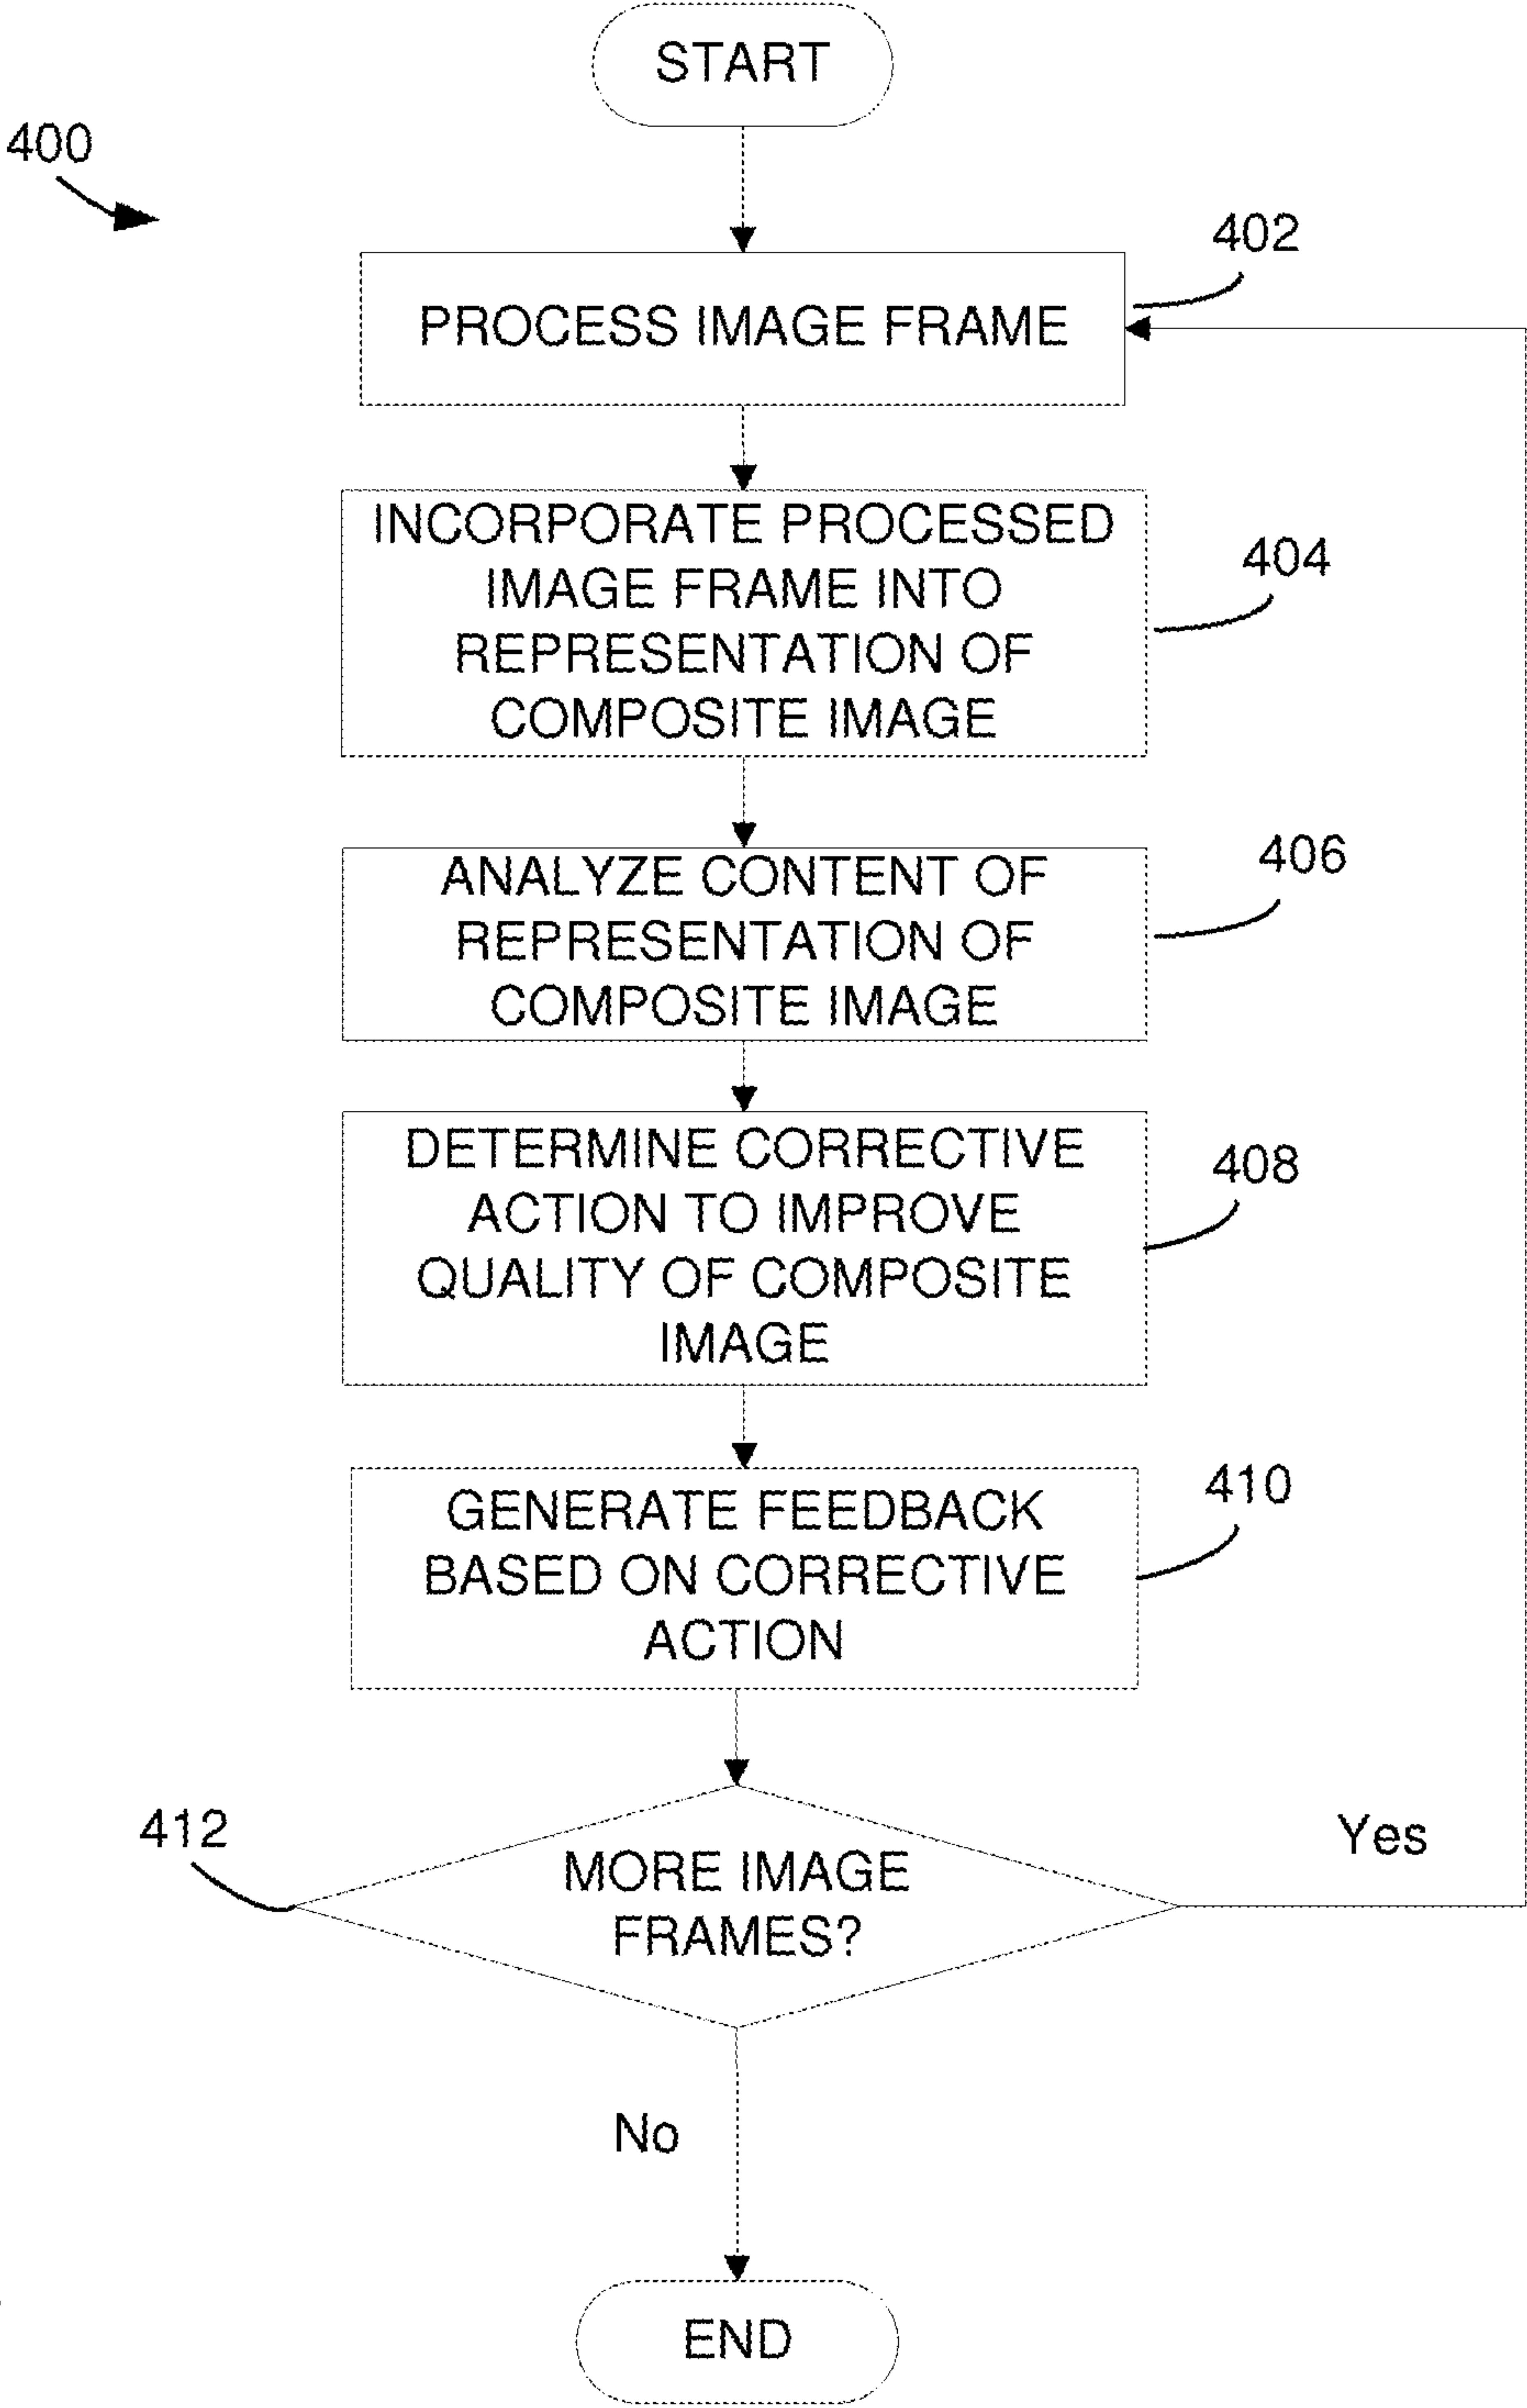 START
400
402
PROCESS IMAGE FRAME
INCORPORATE PROCESSED
IMAGE FRAME INTO
REPRESENTATION OF
COMPOSITE IMAGE
404
ANALYZE CONTENT OF
REPRESENTATION OF
COMPOSITE IMAGE
406
DETERMINE CORRECTIVE
ACTION TO IMPROVE
QUALITY OF COMPOSITE
IMAGE
408
GENERATE FEEDBACK
BASED ON CORRECTIVE
ACTION
410
412
MORE IMAGE
FRAMES?
Yes
No
END